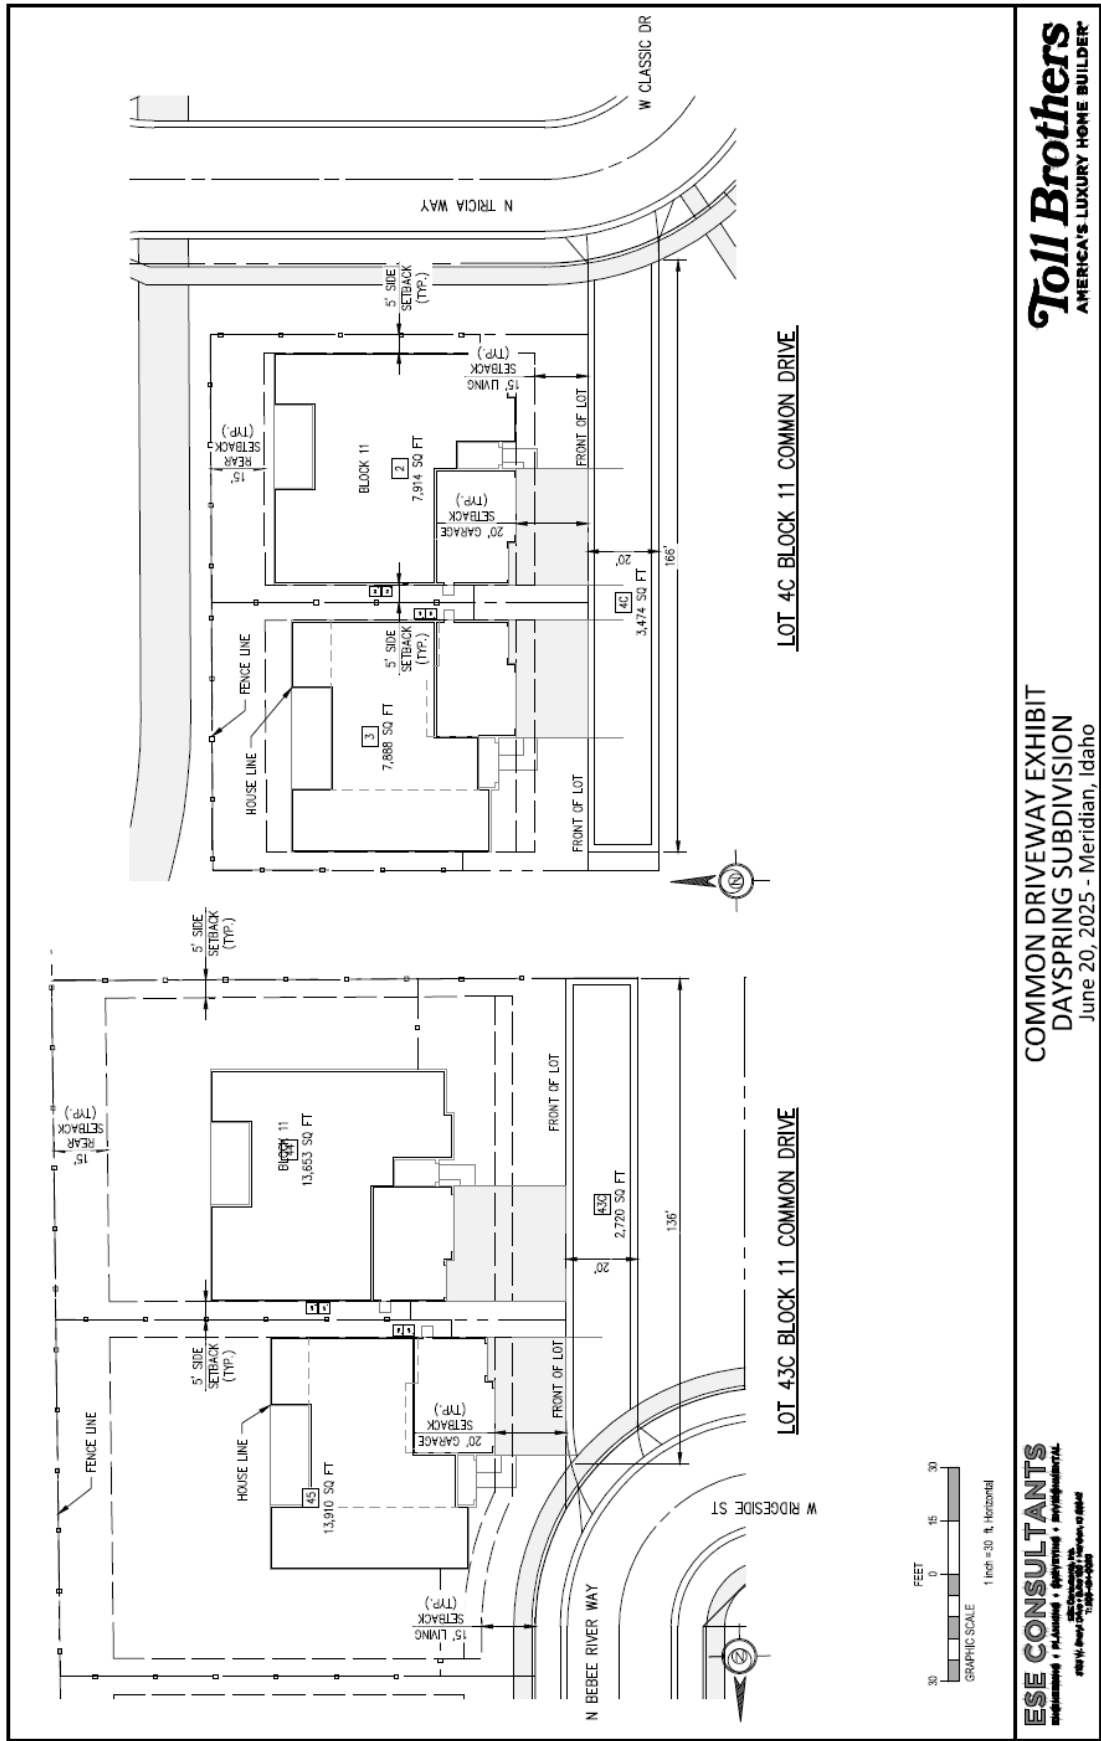 5' SIDE
SETBACK
(TYP.)
15'
REAR
SETBACK
(TYP.)
BLOCK 11
44
13,653 SQ FT
FRONT OF LOT
43C
2,720 SQ FT
20'
136'
5' SIDE
SETBACK
(TYP.)
HOUSE LINE
FENCE LINE
45
13,910 SQ FT
20' GARAGE
SETBACK
(TYP.)
FRONT OF LOT
15' LIVING
SETBACK
(TYP.)
N BEBEE RIVER WAY
W RIDGESIDE ST
N
LOT 43C BLOCK 11 COMMON DRIVE
W CLASSIC DR
N TRICIA WAY
5' SIDE
SETBACK
(TYP.)
15'
REAR
SETBACK
(TYP.)
BLOCK 11
2
7,914 SQ FT
15' LIVING
SETBACK
(TYP.)
20' GARAGE
SETBACK
(TYP.)
FRONT OF LOT
FENCE LINE
HOUSE LINE
5' SIDE
SETBACK
(TYP.)
3
7,888 SQ FT
FRONT OF LOT
4C
3,474 SQ FT
20'
166'
N
LOT 4C BLOCK 11 COMMON DRIVE
FEET
30 0 15 30
GRAPHIC SCALE
1 inch = 30 ft. Horizontal
ESE CONSULTANTS
ENGINEERING • PLANNING • SURVEYING • ENVIRONMENTAL
COMMON DRIVEWAY EXHIBIT
DAYSPRING SUBDIVISION
June 20, 2025 - Meridian, Idaho
Toll Brothers
AMERICA'S LUXURY HOME BUILDER®